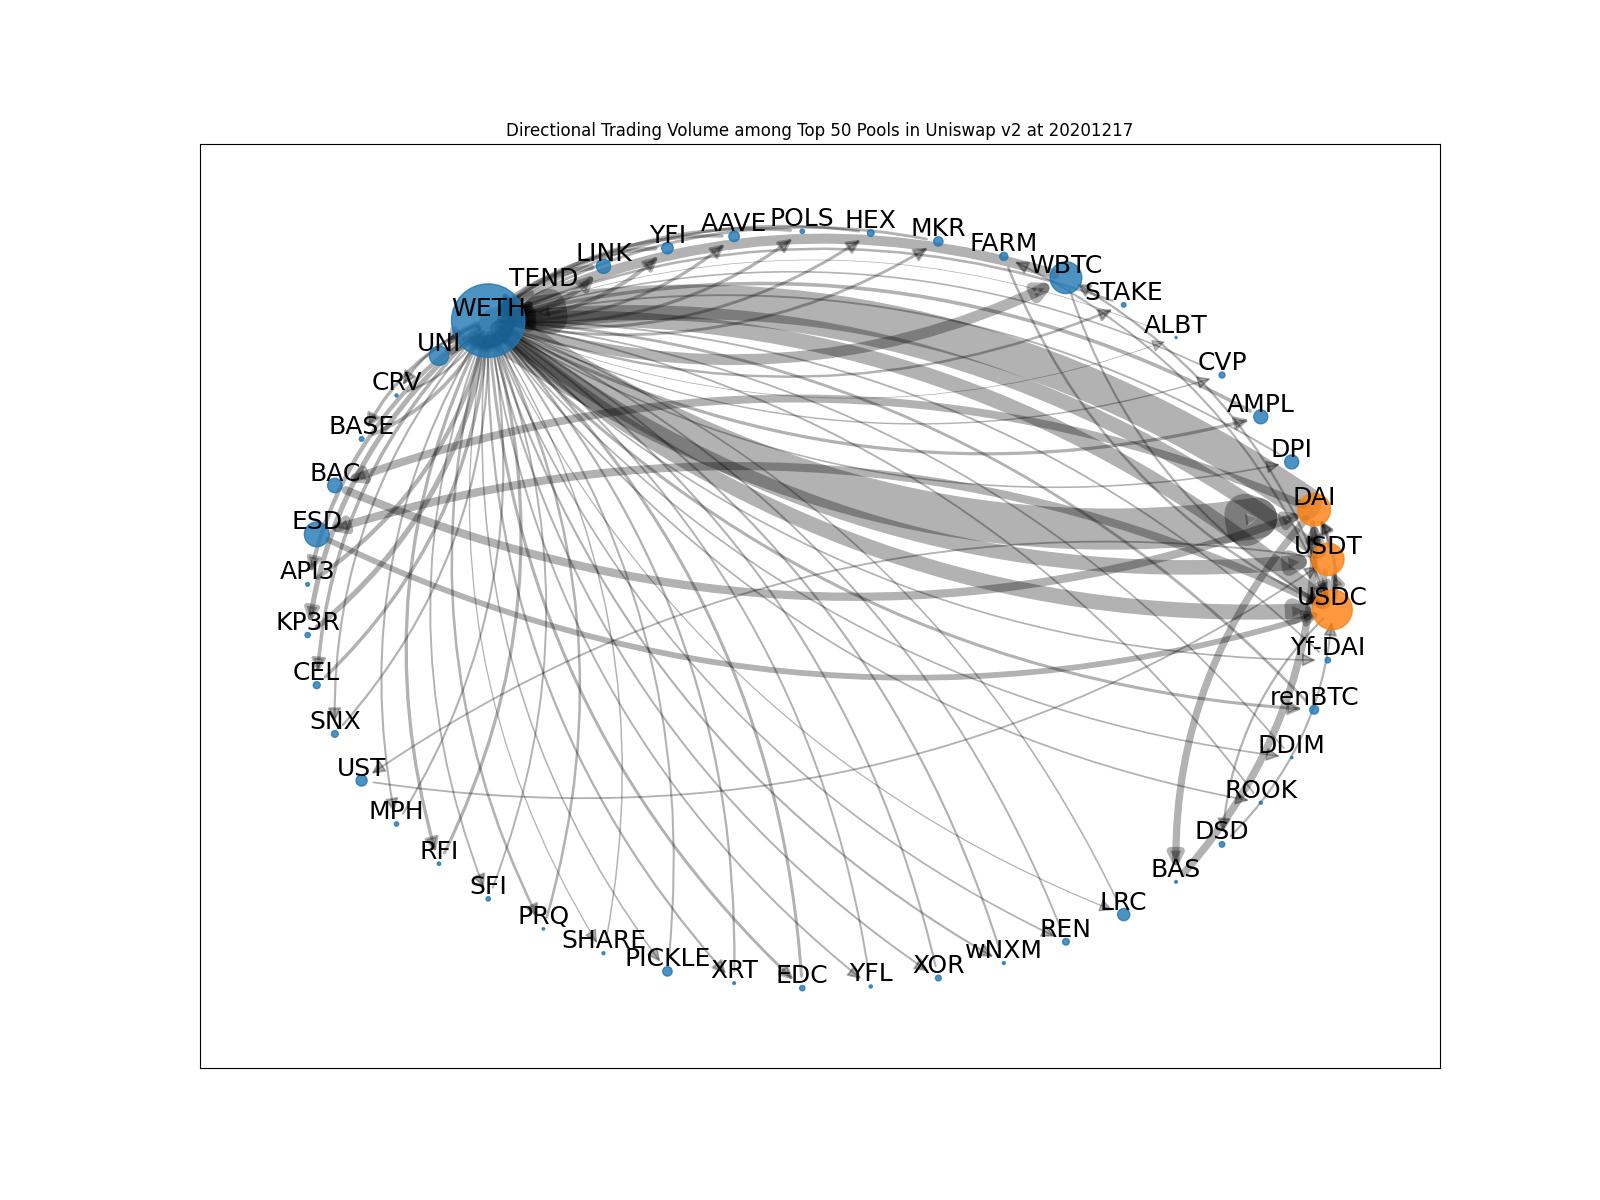 Directional Trading Volume among Top 50 Pools in Uniswap v2 at 20201217
POLS
HEX
AAVE
MKR
YFI
FARM
LINK
WBTC
TEND
STAKE
WETH
ALBT
UNI
CVP
CRV
AMPL
BASE
DPI
BAC
DAI
ESD
USDT
API3
USDC
KP3R
Yf-DAI
CEL
renBTC
SNX
DDIM
UST
ROOK
MPH
DSD
RFI
BAS
SFI
LRC
PRQ
REN
SHARE
wNXM
PICKLE
XOR
XRT
YFL
EDC